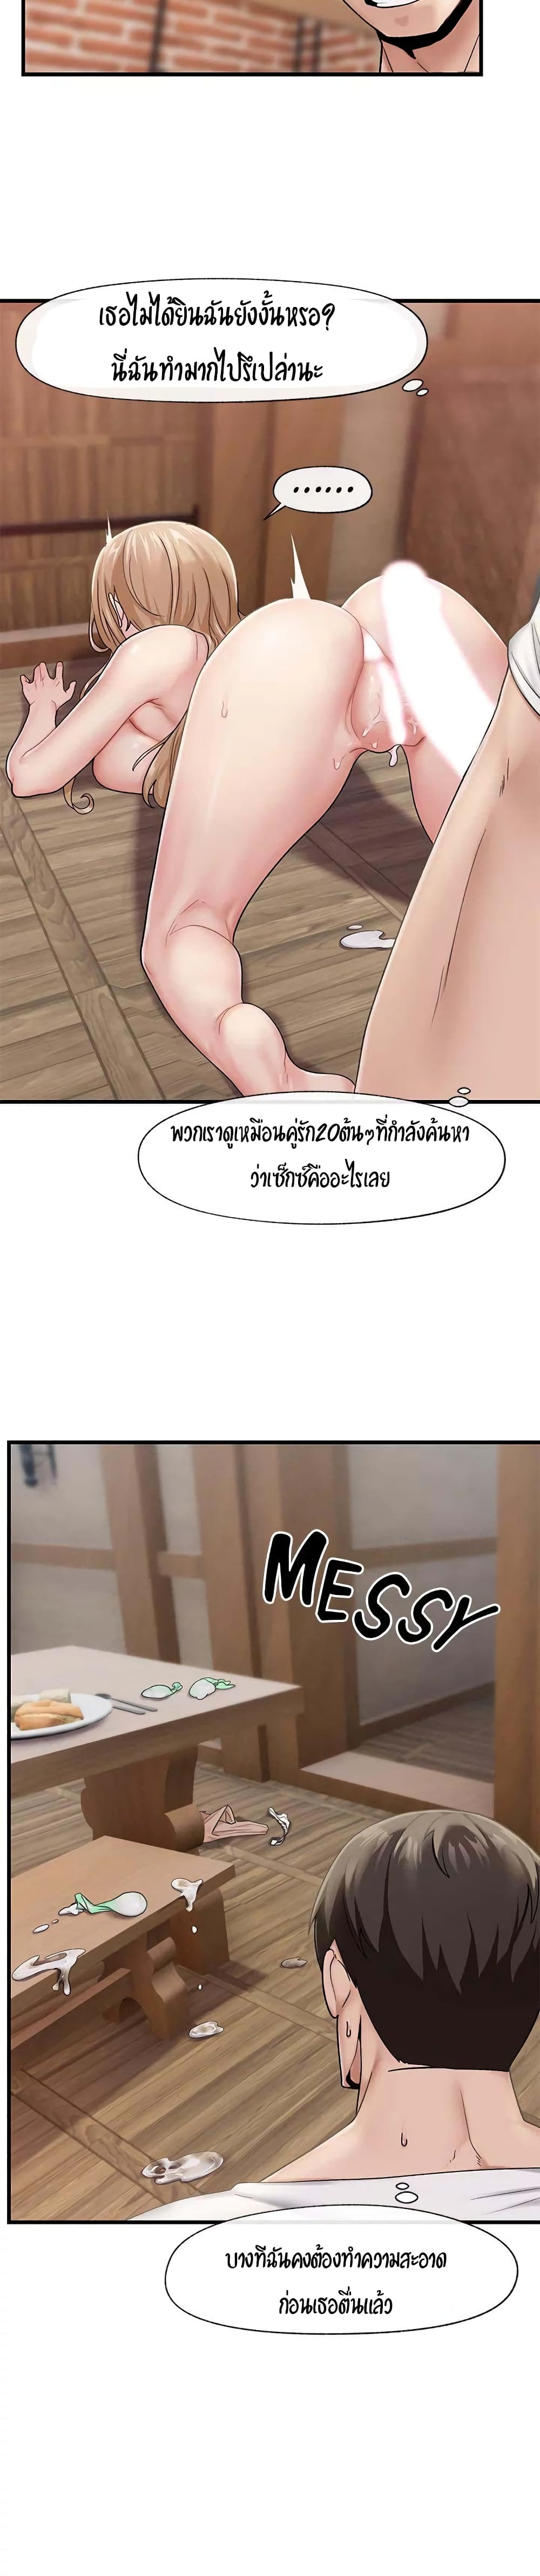 เธอไม่ได้ยินฉันยังงั้นหรอ?
นี่ฉันทำมากไปรึเปล่านะ
......
พวกเราดูเหมือนคู่รัก20ต้นๆที่กำลังค้นหา
ว่าเซ็กซ์คืออะไรเลย
MESSY
บางทีฉันคงต้องทำความสะอาด
ก่อนเธอตื่นแล้ว